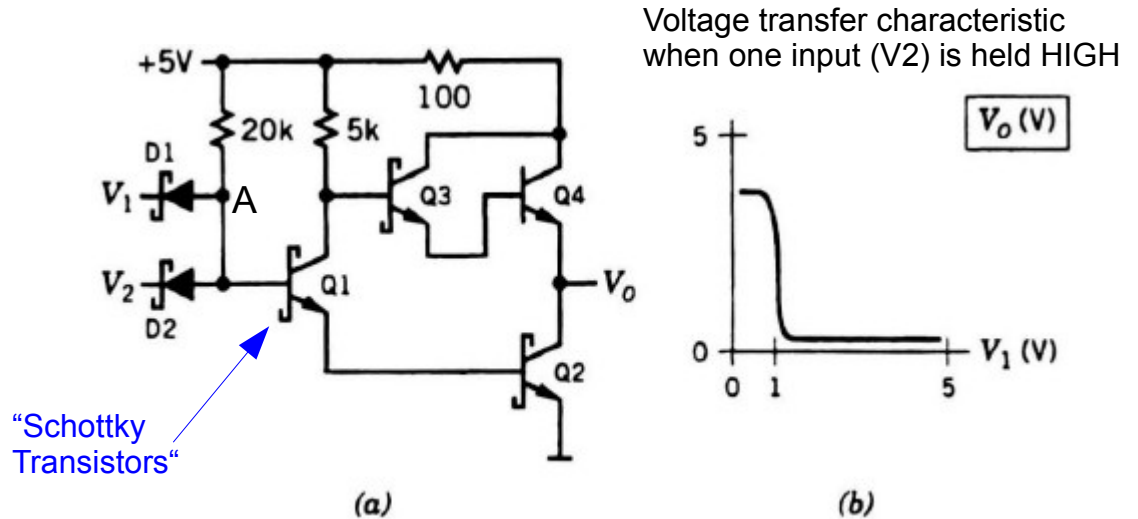 Voltage transfer characteristic
when one input (V2) is held HIGH
+5V
100
20k
5k
D1
V1
A
Q3
Q4
V2
D2
Q1
Vo
Q2
“Schottky
Transistors“
(a)
Vo (V)
5
0
V1 (V)
0 1 5
(b)